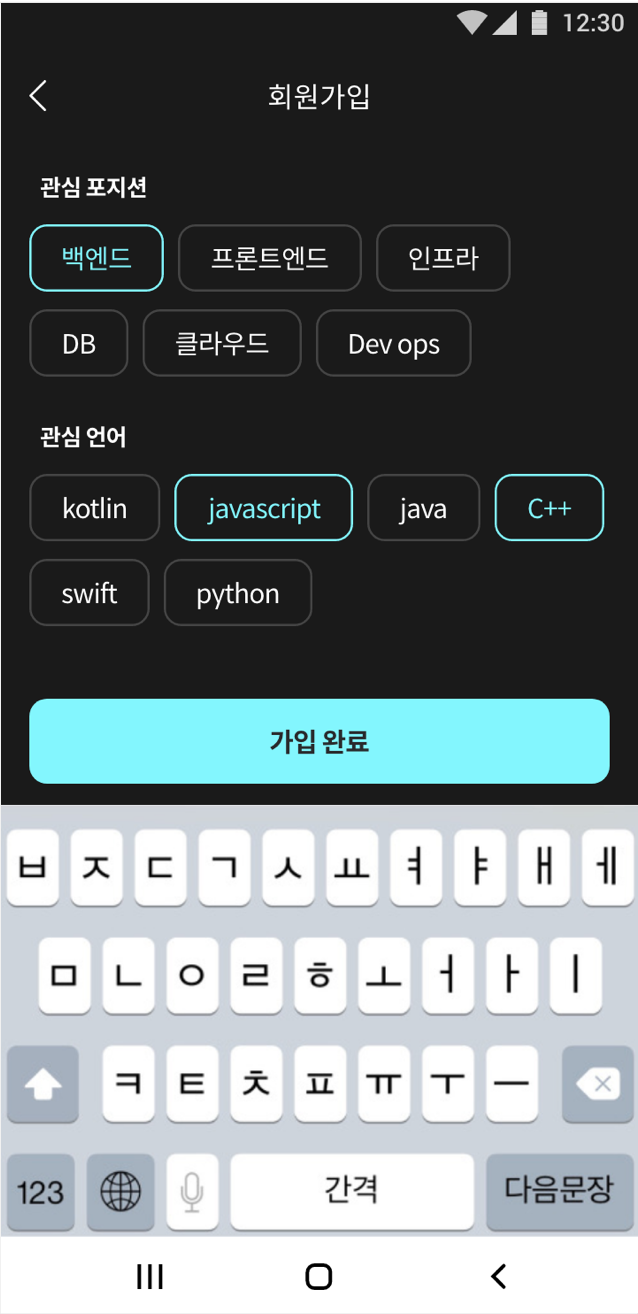 12:30
회원가입
관심 포지션
백엔드 프론트엔드 인프라
DB 클라우드 Dev ops
관심 언어
kotlin javascript java C++
swift python
가입 완료
ㅂ ㅈ ㄷ ㄱ ㅅ ㅛ ㅕ ㅑ ㅐ ㅔ
ㅁ ㄴ ㅇ ㄹ ㅎ ㅗ ㅓ ㅏ ㅣ
ㅋ ㅌ ㅊ ㅍ ㅠ ㅜ ㅡ
123 간격 다음문장